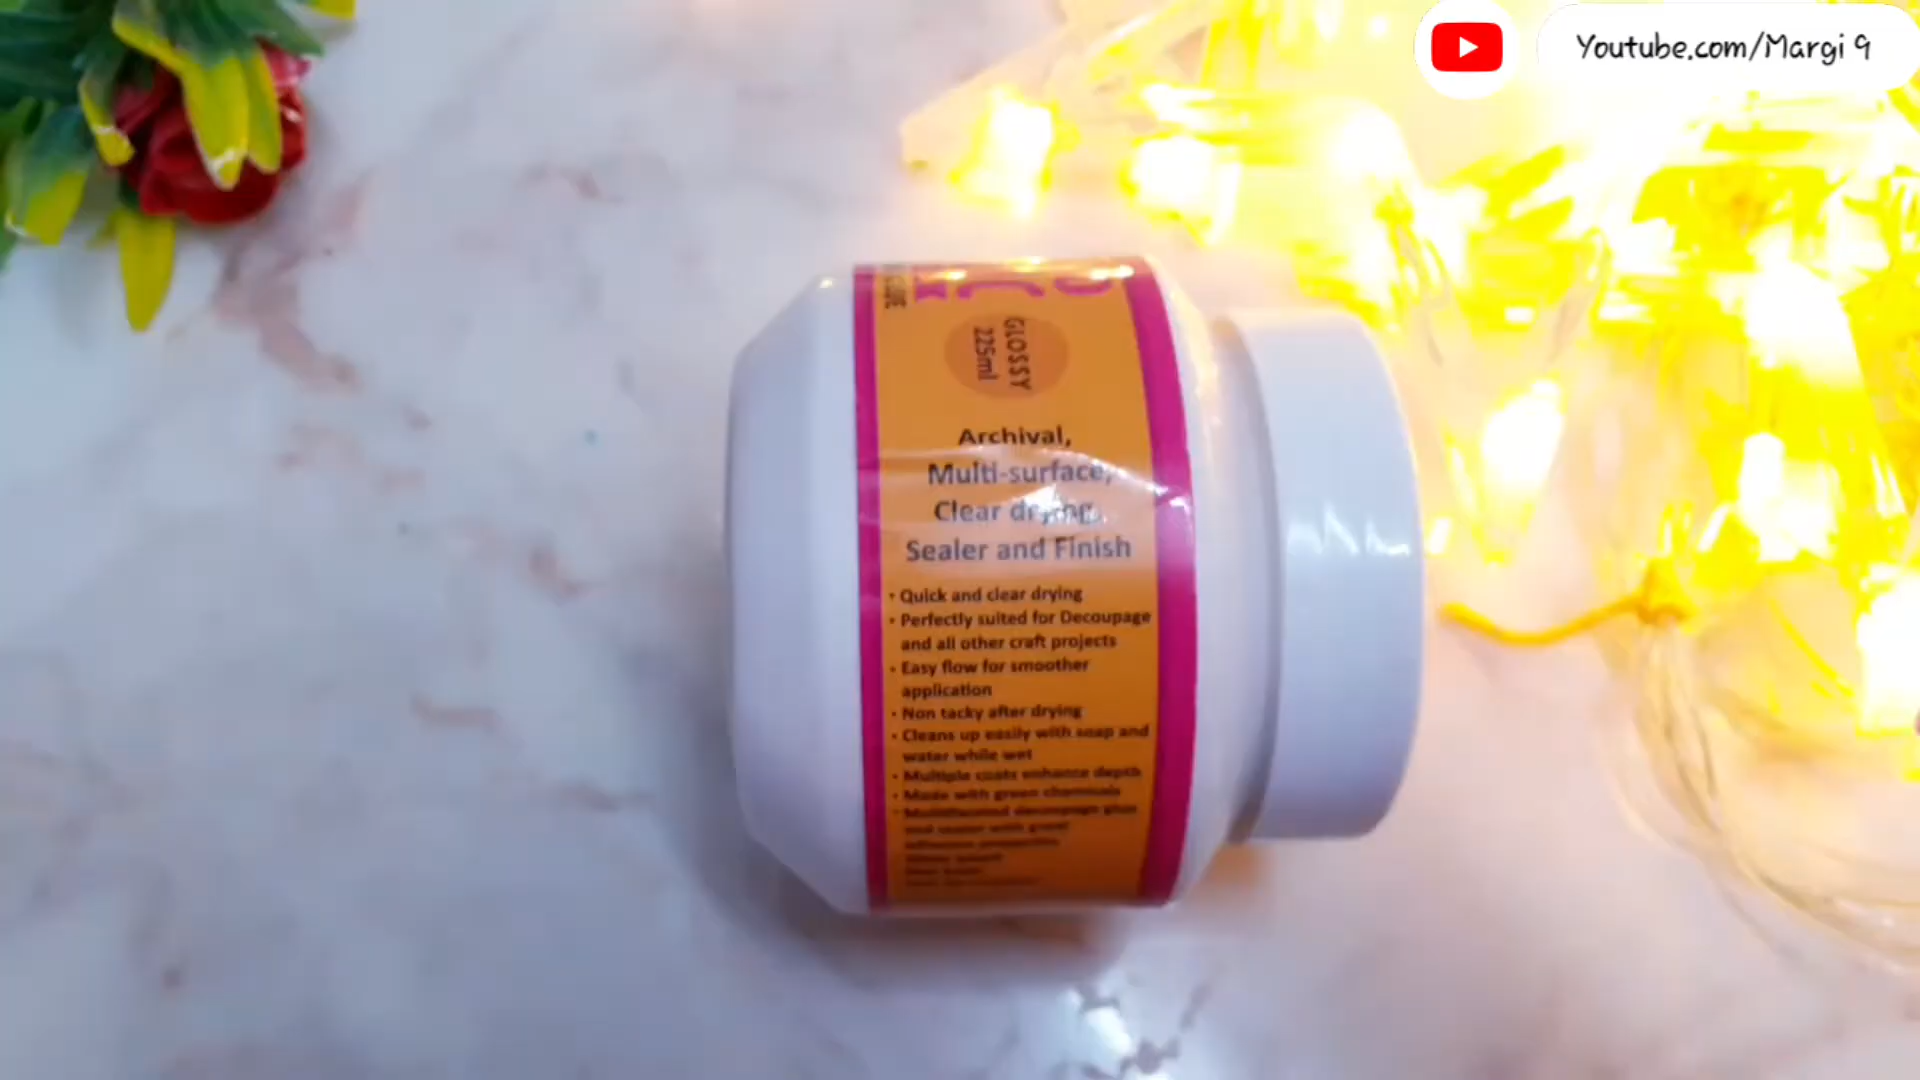 Youtube.com/Margi 9
GLOSSY
225ml
Archival,
Multi-surface,
Clear drying,
Sealer and Finish
• Quick and clear drying
• Perfectly suited for Decoupage
and all other craft projects
• Easy flow for smoother
application
• Non tacky after drying
• Cleans up easily with soap and
water while wet
• Multiple coats enhance depth
• Made with green chemicals